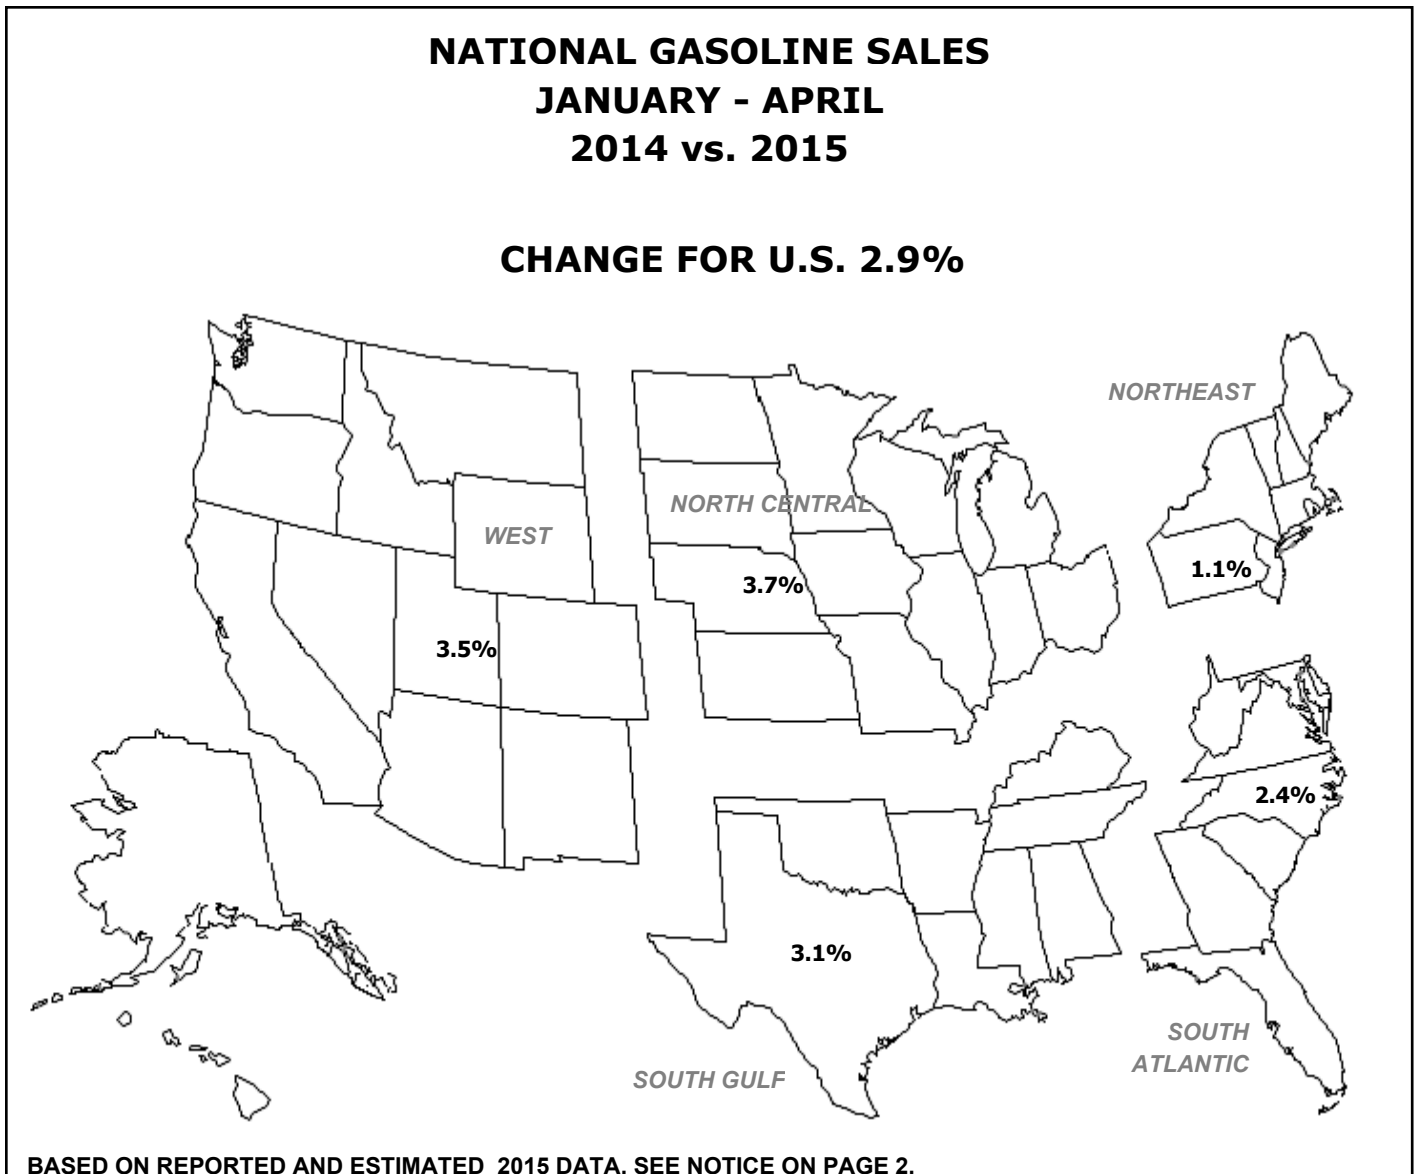 NATIONAL GASOLINE SALES
JANUARY - APRIL
2014 vs. 2015
CHANGE FOR U.S. 2.9%
NORTHEAST
NORTH CENTRAL
WEST
1.1%
3.7%
3.5%
2.4%
3.1%
SOUTH
ATLANTIC
SOUTH GULF
BASED ON REPORTED AND ESTIMATED  2015 DATA. SEE NOTICE ON PAGE 2.